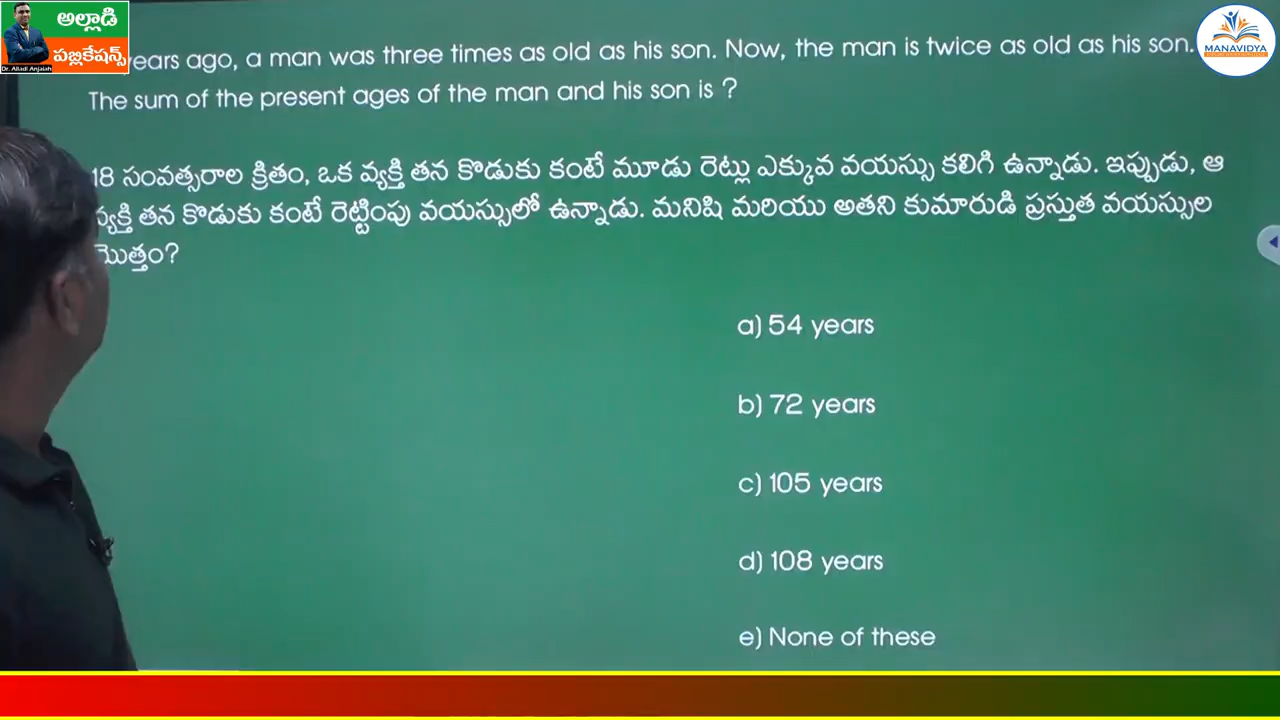 అల్లాడి
పబ్లికేషన్స్
Dr. Alladi Anjaiah
MANAVIDYA
years ago, a man was three times as old as his son. Now, the man is twice as old as his son.
The sum of the present ages of the man and his son is ?
18 సంవత్సరాల క్రితం, ఒక వ్యక్తి తన కొడుకు కంటే మూడు రెట్లు ఎక్కువ వయస్సు కలిగి ఉన్నాడు. ఇప్పుడు, ఆ
వ్యక్తి తన కొడుకు కంటే రెట్టింపు వయస్సులో ఉన్నాడు. మనిషి మరియు అతని కుమారుడి ప్రస్తుత వయస్సుల
మొత్తం?
a) 54 years
b) 72 years
c) 105 years
d) 108 years
e) None of these